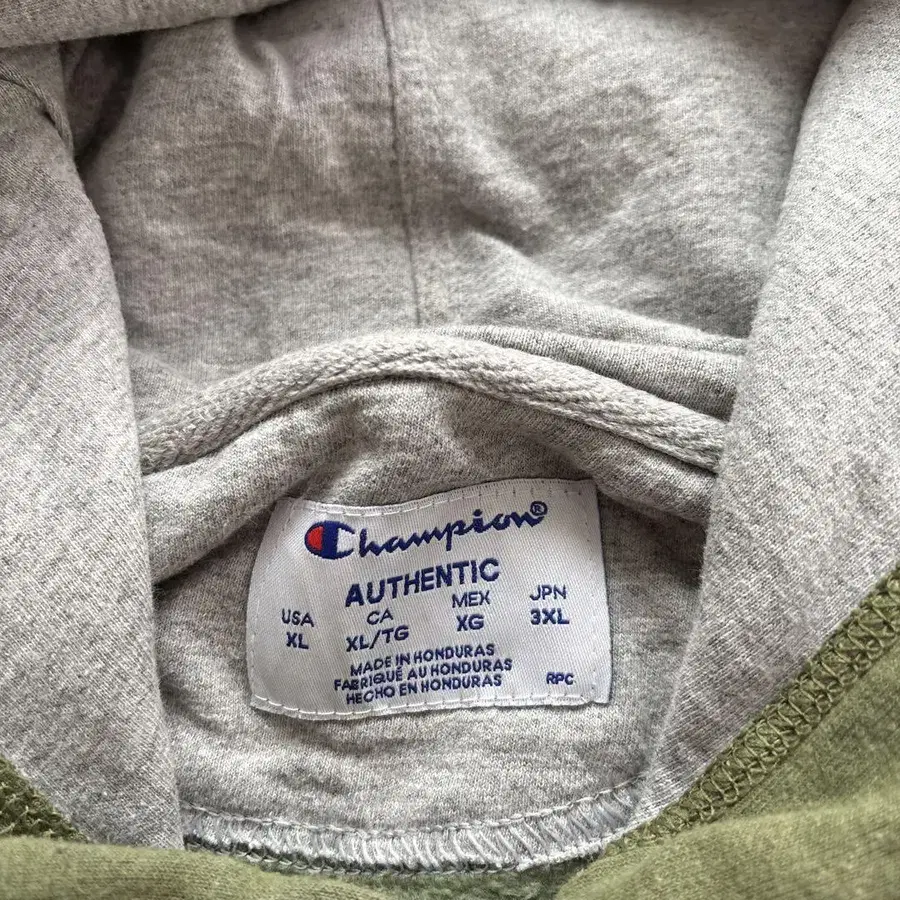 Champion®
AUTHENTIC
USA CA MEX JPN
XL XL/TG XG 3XL
MADE IN HONDURAS
FABRIQUÉ AU HONDURAS
HECHO EN HONDURAS
RPC